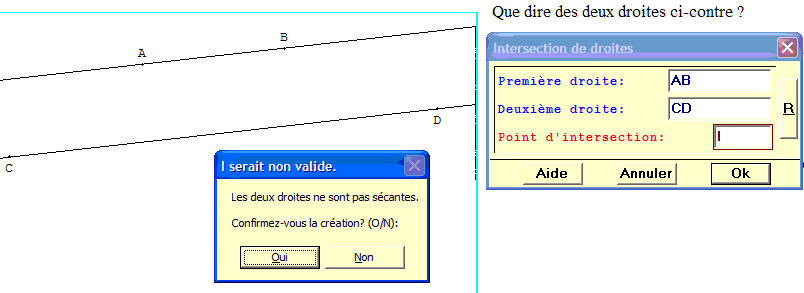 Que dire des deux droites ci-contre ?
A
B
C
D
Intersection de droites
Première droite: AB
Deuxième droite: CD
R
Point d'intersection: I
Aide Annuler Ok
I serait non valide.
Les deux droites ne sont pas sécantes.
Confirmez-vous la création? (O/N):
Oui Non